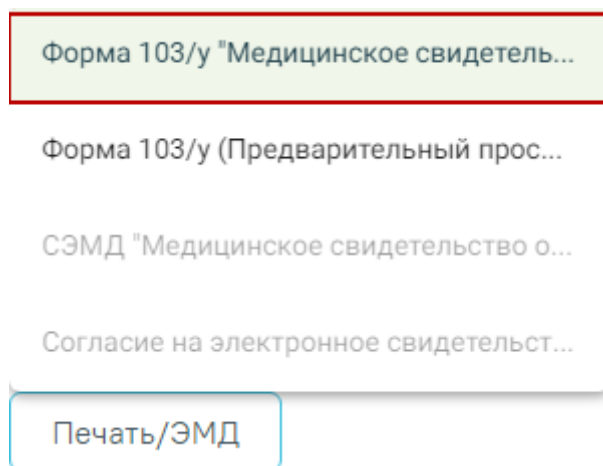 Форма 103/у "Медицинское свидетель...
Форма 103/у (Предварительный прос...
СЭМД "Медицинское свидетельство о...
Согласие на электронное свидетельст...
Печать/ЭМД